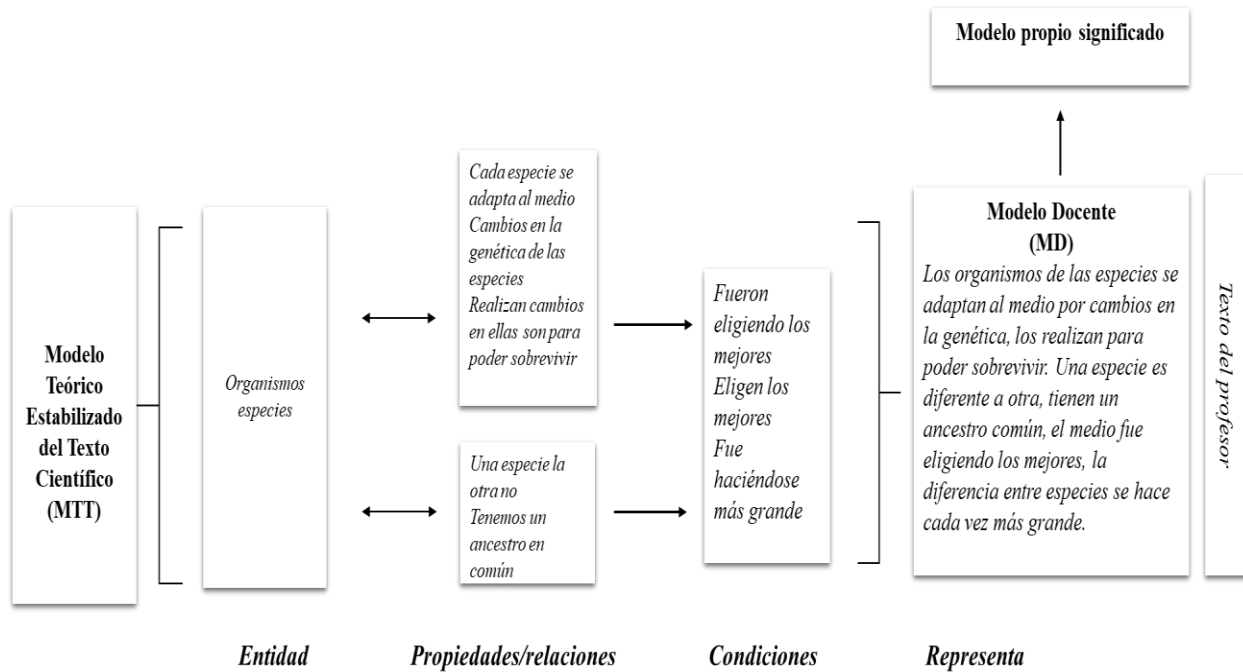 Modelo propio significado
Modelo
Teórico
Estabilizado
del Texto
Científico
(MTT)
Organismos
especies
Cada especie se
adapta al medio
Cambios en la
genética de las
especies
Realizan cambios
en ellas son para
poder sobrevivir
Una especie la
otra no
Tenemos un
ancestro en
común
Fueron
eligiendo los
mejores
Eligen los
mejores
Fue
haciéndose
más grande
Modelo Docente
(MD)
Los organismos de las especies se
adaptan al medio por cambios en
la genética, los realizan para
poder sobrevivir. Una especie es
diferente a otra, tienen un
ancestro común, el medio fue
eligiendo los mejores, la
diferencia entre especies se hace
cada vez más grande.
Texto del profesor
Entidad
Propiedades/relaciones
Condiciones
Representa